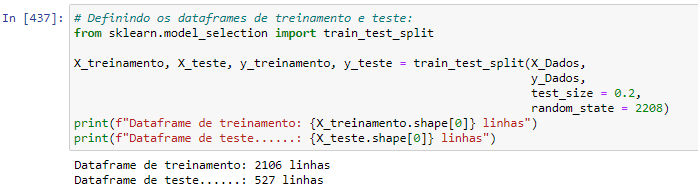 In [437]: # Definindo os dataframes de treinamento e teste:
from sklearn.model_selection import train_test_split
X_treinamento, X_teste, y_treinamento, y_teste = train_test_split(X_Dados,
y_Dados,
test_size = 0.2,
random_state = 2208)
print(f"Dataframe de treinamento: {X_treinamento.shape[0]} linhas")
print(f"Dataframe de teste......: {X_teste.shape[0]} linhas")
Dataframe de treinamento: 2106 linhas
Dataframe de teste......: 527 linhas